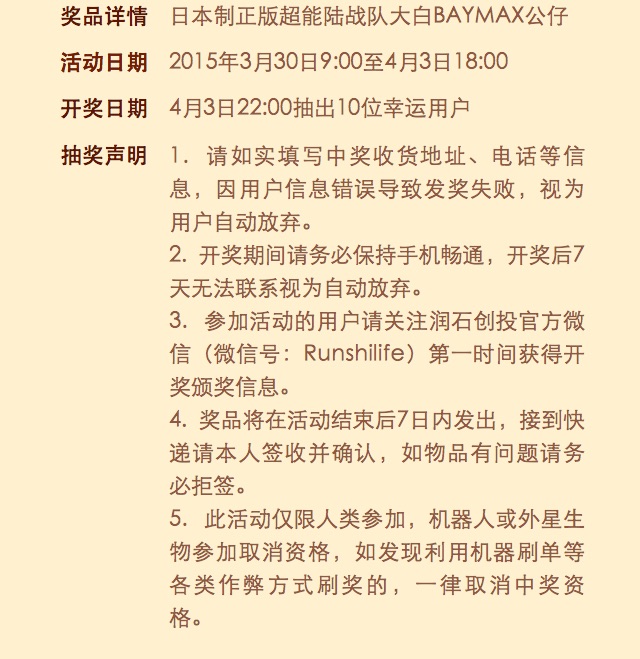 奖品详情 日本制正版超能陆战队大白BAYMAX公仔
活动日期 2015年3月30日9:00至4月3日18:00
开奖日期 4月3日22:00抽出10位幸运用户
抽奖声明 1. 请如实填写中奖收货地址、电话等信
息，因用户信息错误导致发奖失败，视为
用户自动放弃。
2. 开奖期间请务必保持手机畅通，开奖后7
天无法联系视为自动放弃。
3. 参加活动的用户请关注润石创投官方微
信（微信号：Runshilife）第一时间获得开
奖颁奖信息。
4. 奖品将在活动结束后7日内发出，接到快
递请本人签收并确认，如物品有问题请务
必拒签。
5. 此活动仅限人类参加，机器人或外星生
物参加取消资格，如发现利用机器刷单等
各类作弊方式刷奖的，一律取消中奖资
格。